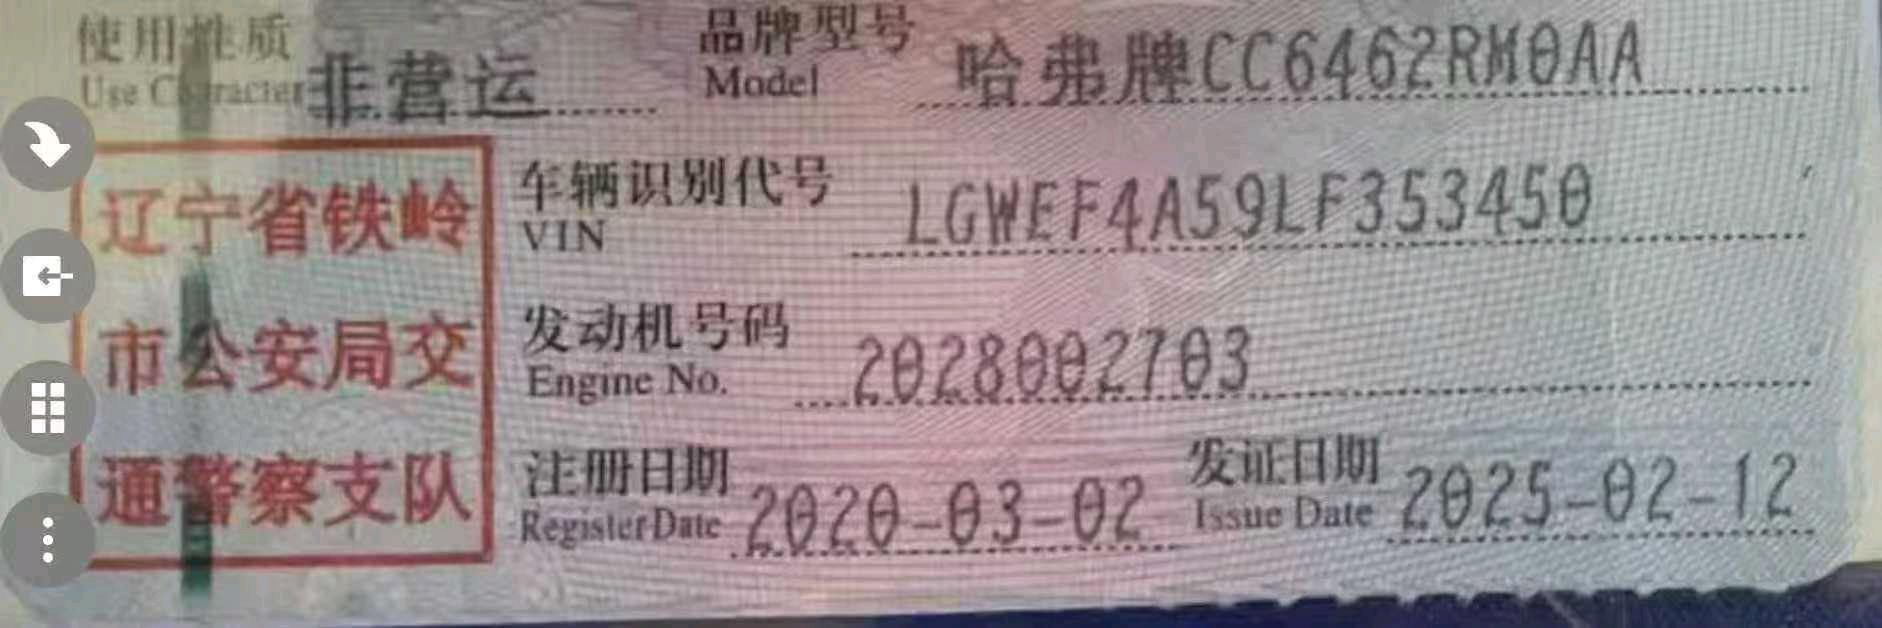 使用性质 非营运 品牌型号 哈弗牌CC6462RM0AA
Use Character Model
车辆识别代号 LGWEF4A59LF353450
VIN
发动机号码 2028002703
Engine No.
注册日期 2020-03-02 发证日期 2025-02-12
Register Date Issue Date
辽宁省铁岭
市公安局交
通警察支队